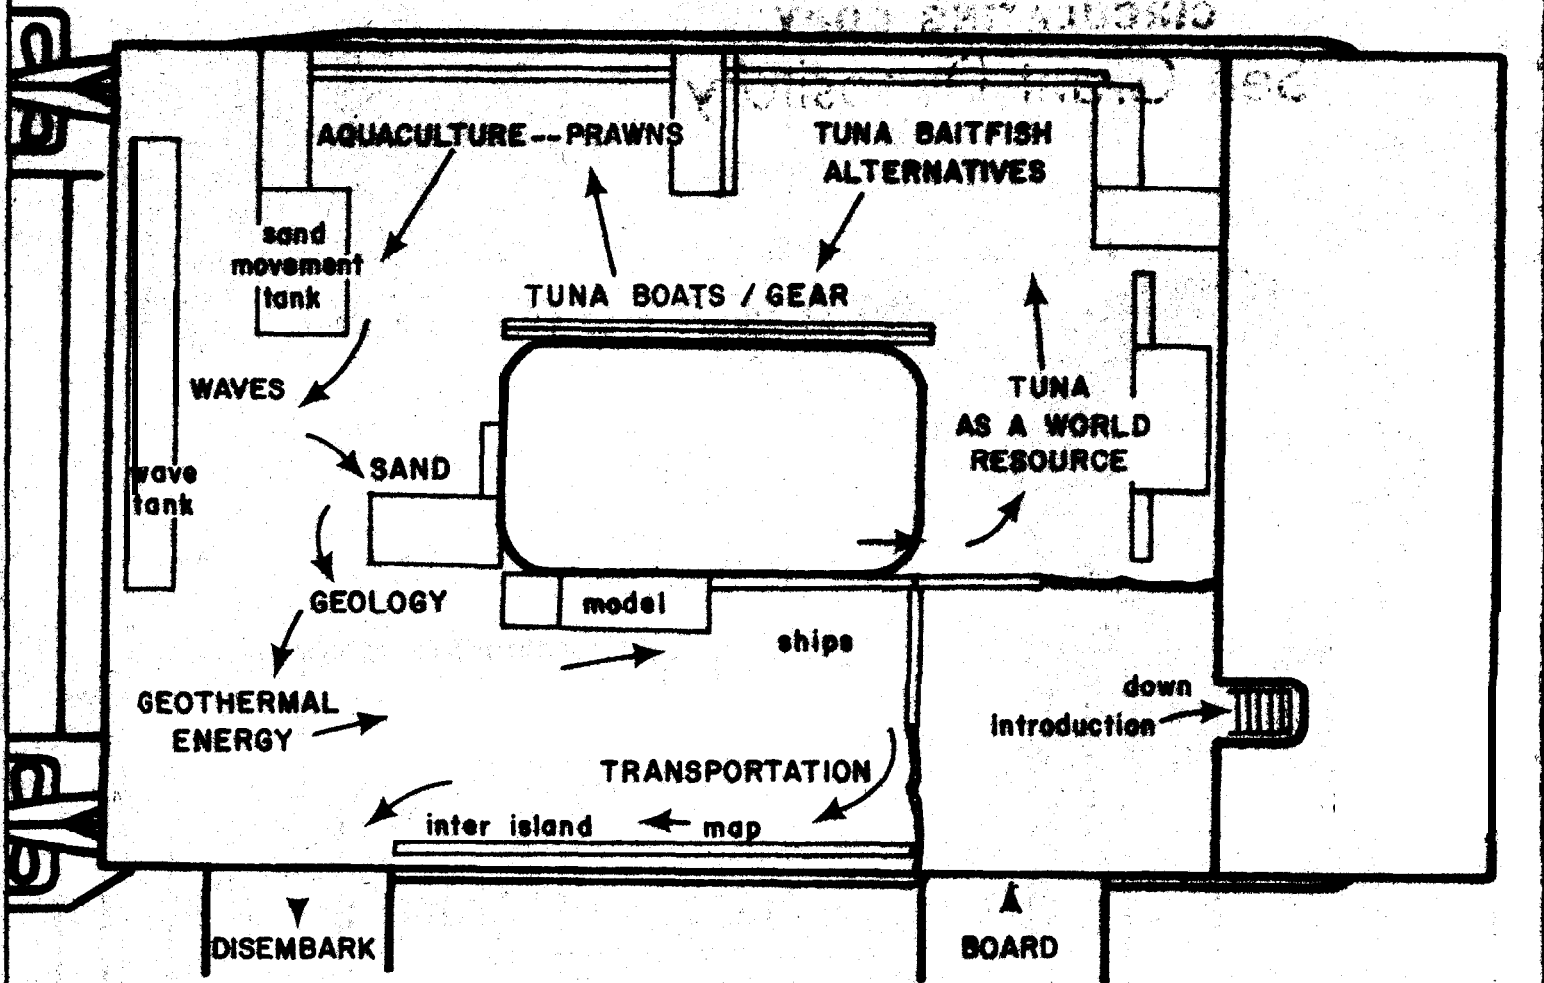 AQUACULTURE--PRAWNS
TUNA BAITFISH
ALTERNATIVES
sand
movement
tank
TUNA BOATS / GEAR
WAVES
TUNA
AS A WORLD
RESOURCE
wave
tank
SAND
GEOLOGY
model
ships
GEOTHERMAL
ENERGY
down
Introduction
TRANSPORTATION
inter island
map
DISEMBARK
BOARD